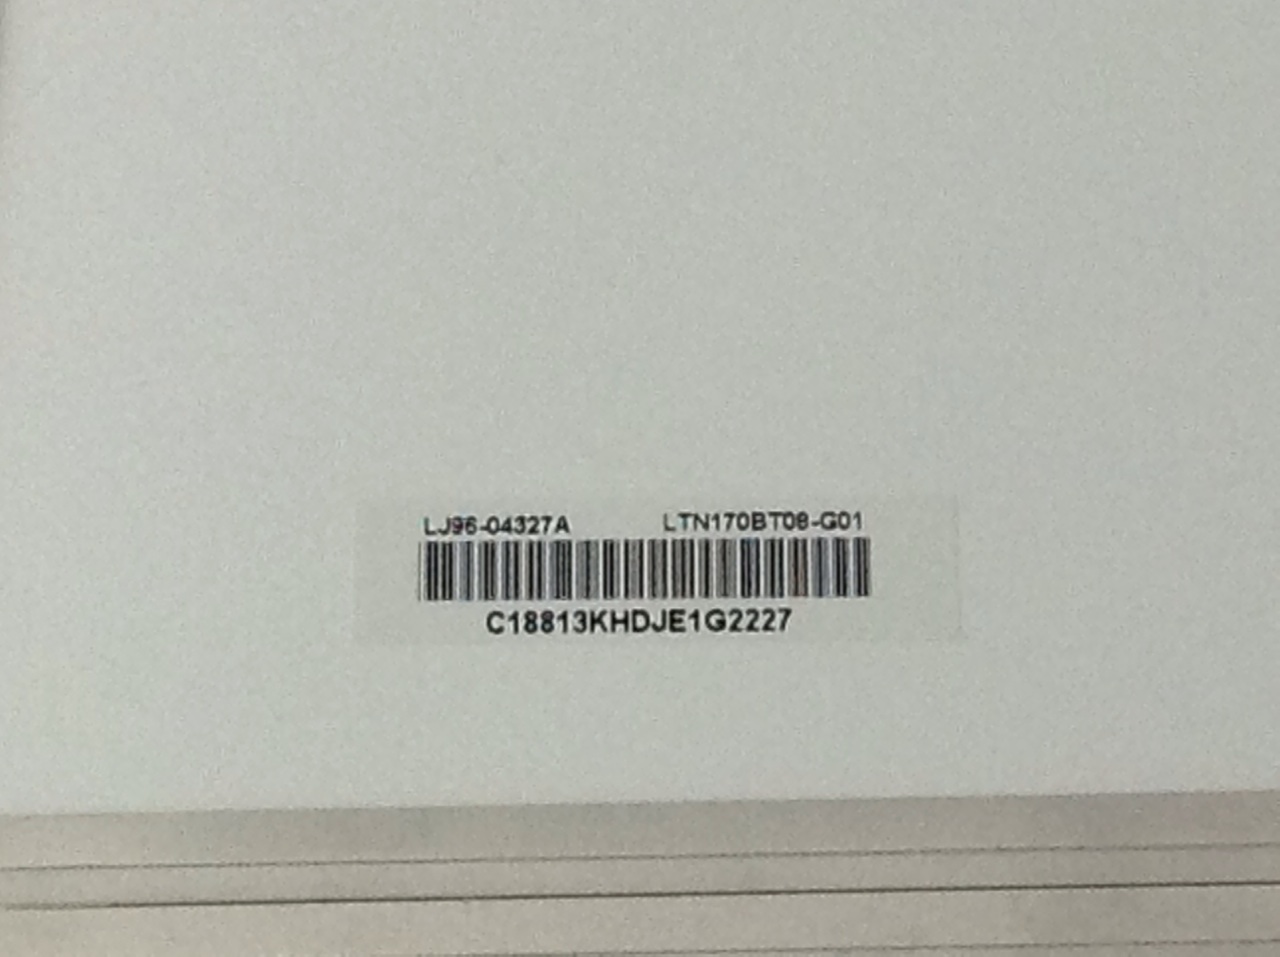 LJ96-04327A LTN170BT08-G01
C18813KHDJE1G2227